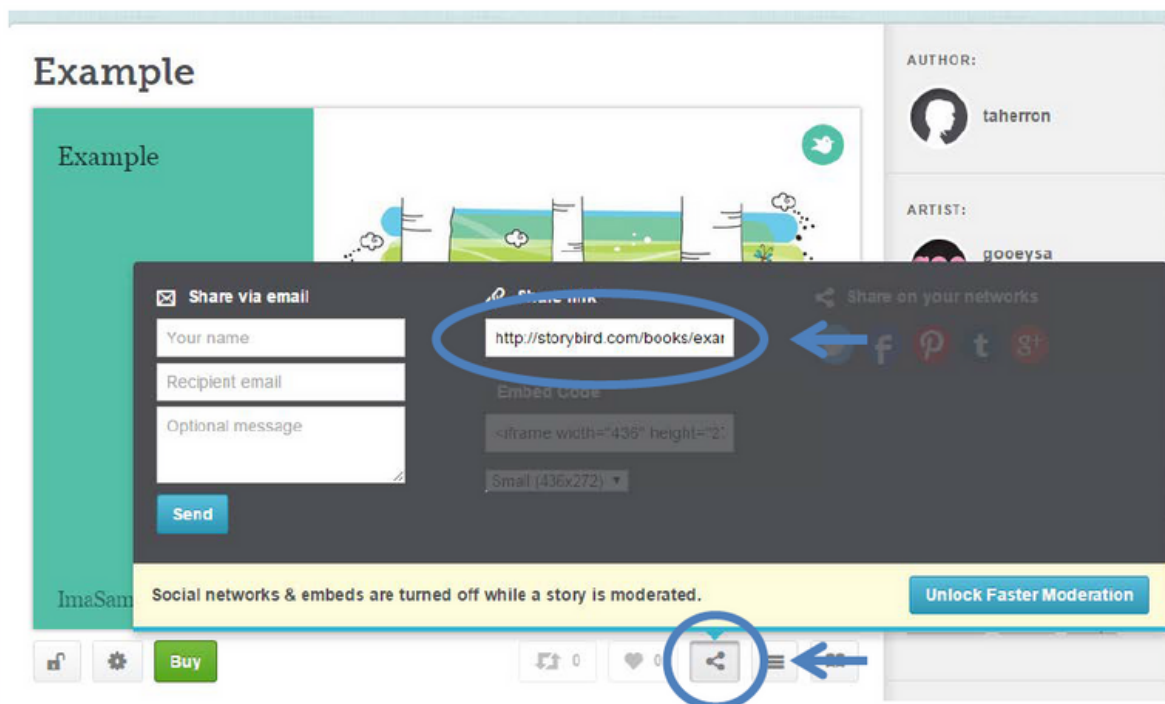 Example
AUTHOR:
taherron
Example
ARTIST:
gooeysa
Share via email
Share link
Share on your networks
Your name
http://storybird.com/books/exar
Recipient email
Embed Code
Optional message
<iframe width="436" height="2
Small (436x272)
Send
ImaSam
Social networks & embeds are turned off while a story is moderated.
Unlock Faster Moderation
Buy
0
0